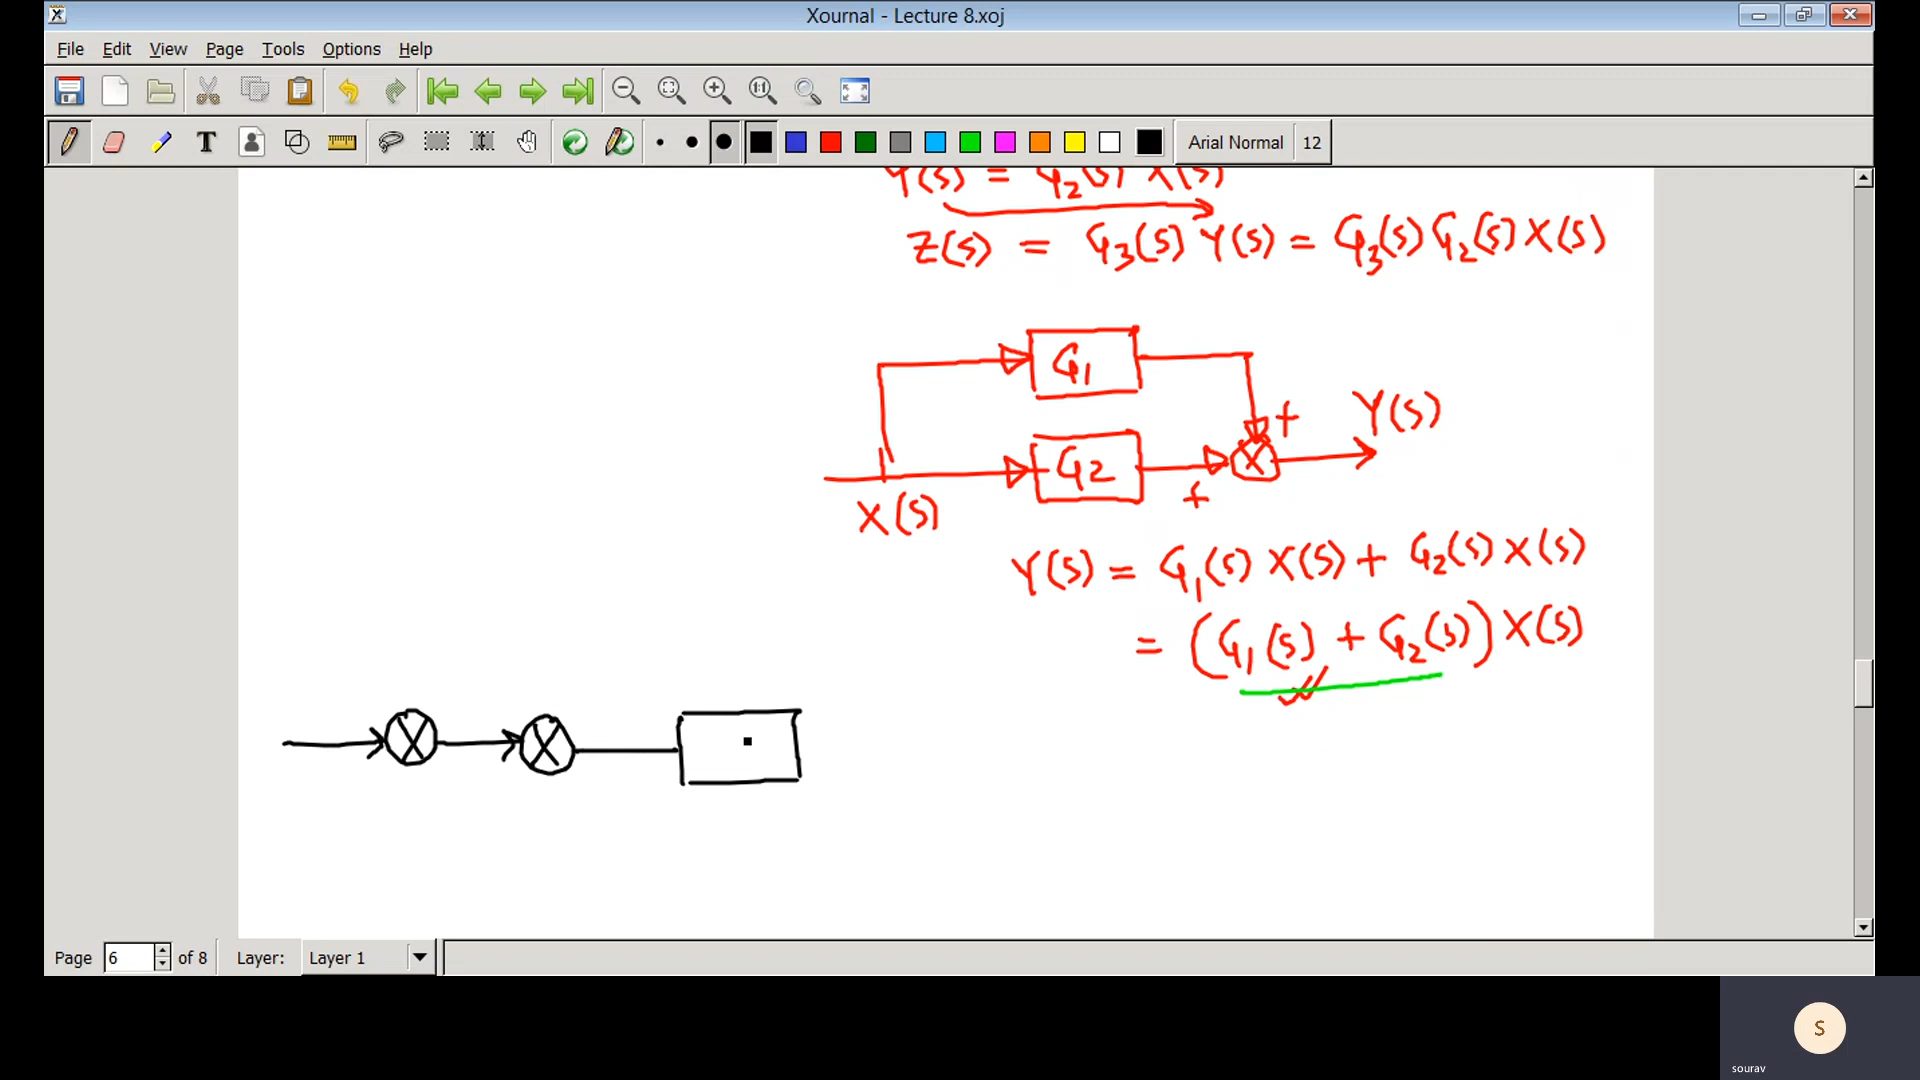 Xournal - Lecture 8.xoj
File Edit View Page Tools Options Help
Arial Normal 12
Y(s) = G2(s) X(s)
Z(s) = G3(s) Y(s) = G3(s) G2(s) X(s)
G1
+ Y(s)
G2
+
X(s)
Y(s) = G1(s) X(s) + G2(s) X(s)
= (G1(s) + G2(s)) X(s)
Page 6 of 8 Layer: Layer 1
S
sourav